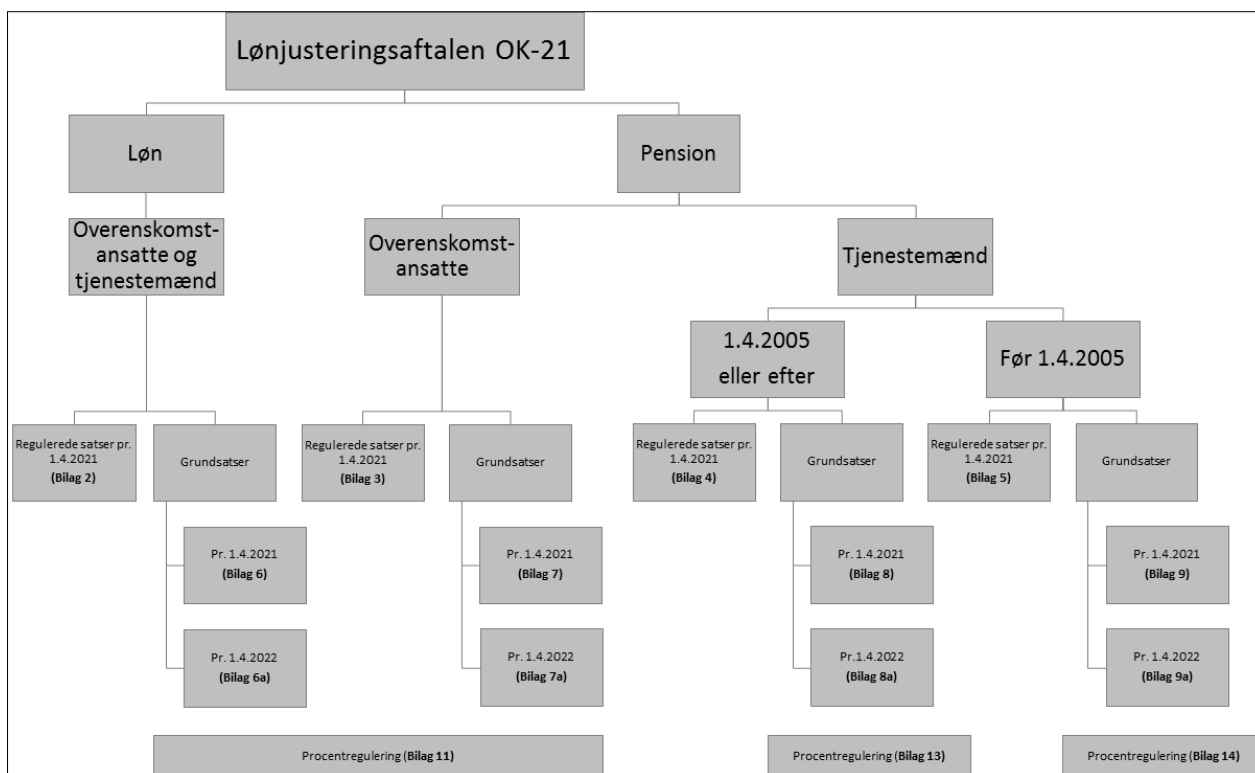 Lønjusteringsaftalen OK-21
Løn
Pension
Overenskomst-
ansatte og
tjenestemænd
Overenskomst-
ansatte
Tjenestemænd
1.4.2005
eller efter
Før 1.4.2005
Regulerede satser pr.
1.4.2021
(Bilag 2)
Grundsatser
Regulerede satser pr.
1.4.2021
(Bilag 3)
Grundsatser
Regulerede satser pr.
1.4.2021
(Bilag 4)
Grundsatser
Regulerede satser pr.
1.4.2021
(Bilag 5)
Grundsatser
Pr. 1.4.2021
(Bilag 6)
Pr. 1.4.2021
(Bilag 7)
Pr. 1.4.2021
(Bilag 8)
Pr. 1.4.2021
(Bilag 9)
Pr. 1.4.2022
(Bilag 6a)
Pr. 1.4.2022
(Bilag 7a)
Pr. 1.4.2022
(Bilag 8a)
Pr. 1.4.2022
(Bilag 9a)
Procentregulering (Bilag 11)
Procentregulering (Bilag 13)
Procentregulering (Bilag 14)